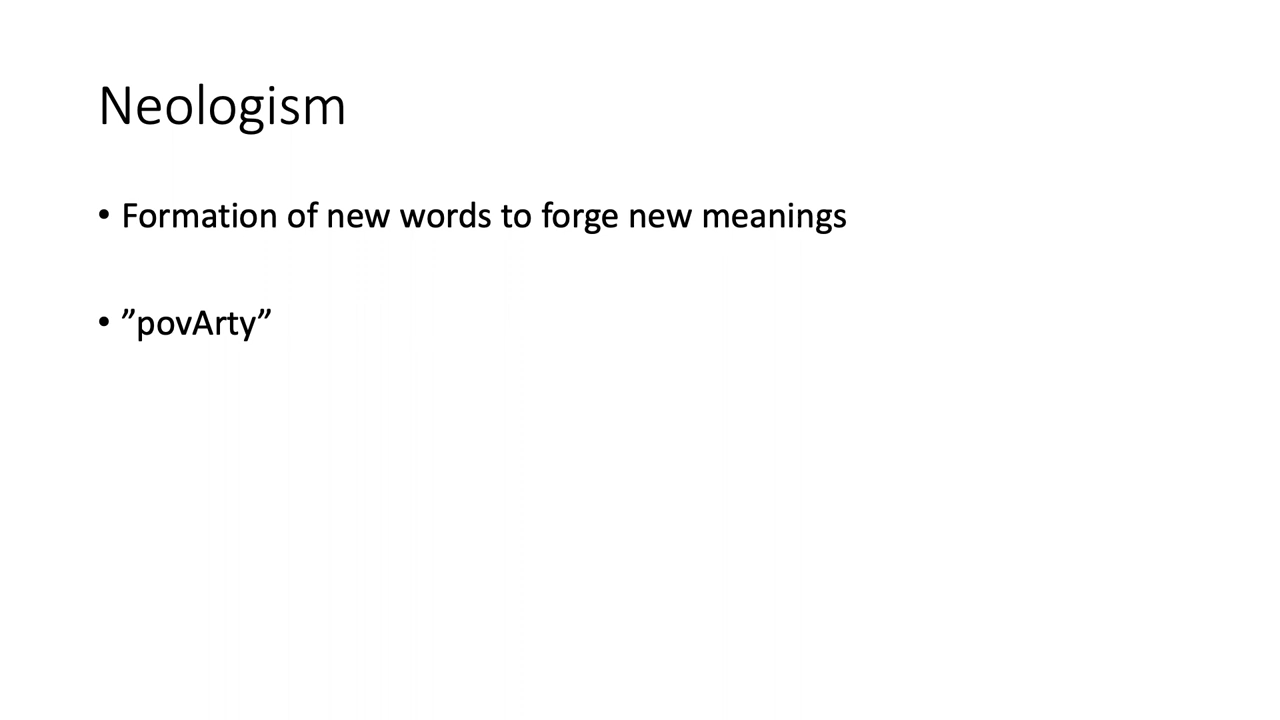 Neologism
• Formation of new words to forge new meanings
• ”povArty”